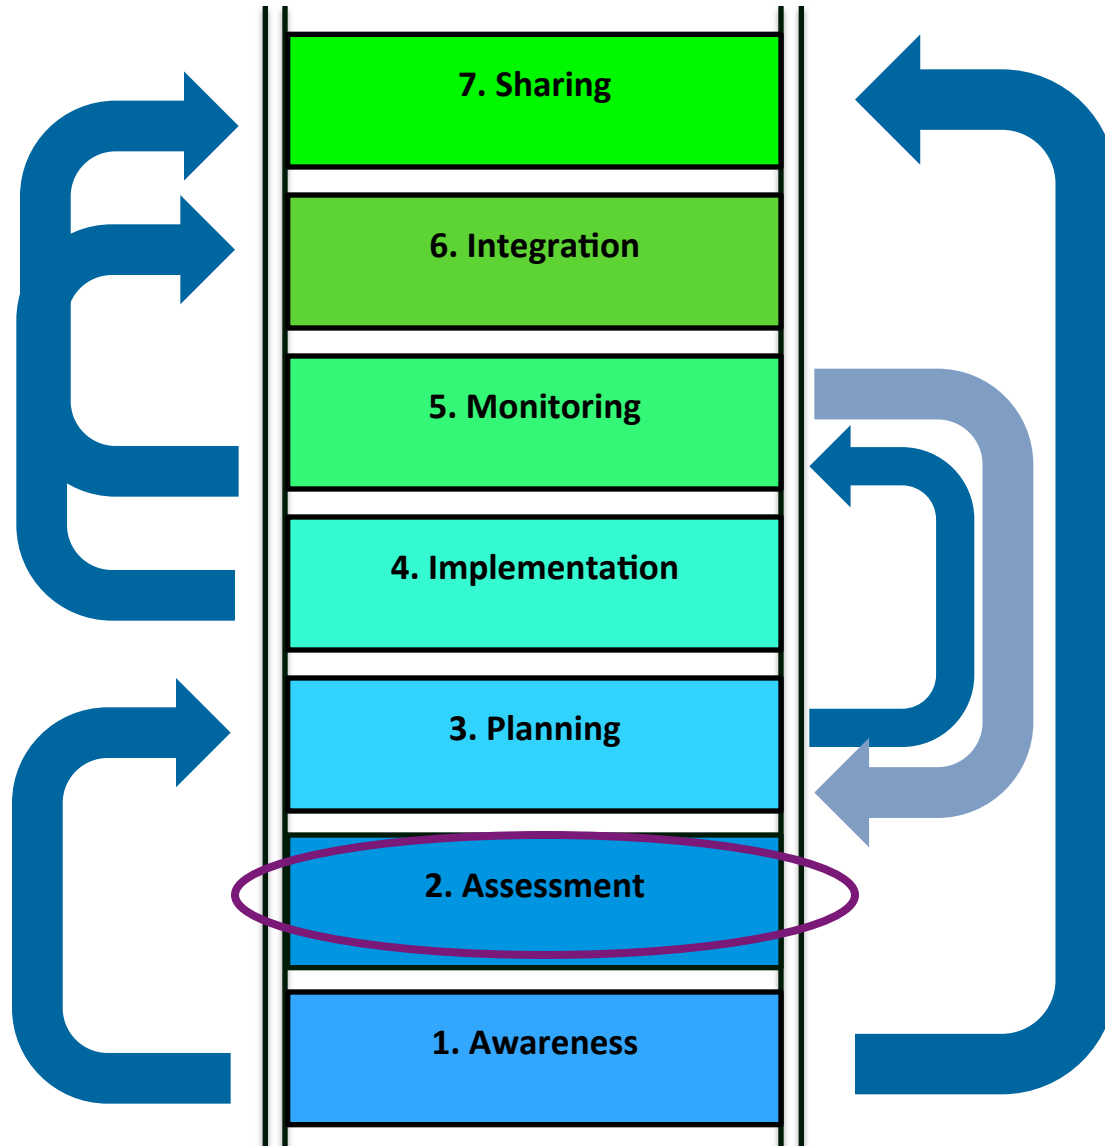 7. Sharing
6. Integration
5. Monitoring
4. Implementation
3. Planning
2. Assessment
1. Awareness